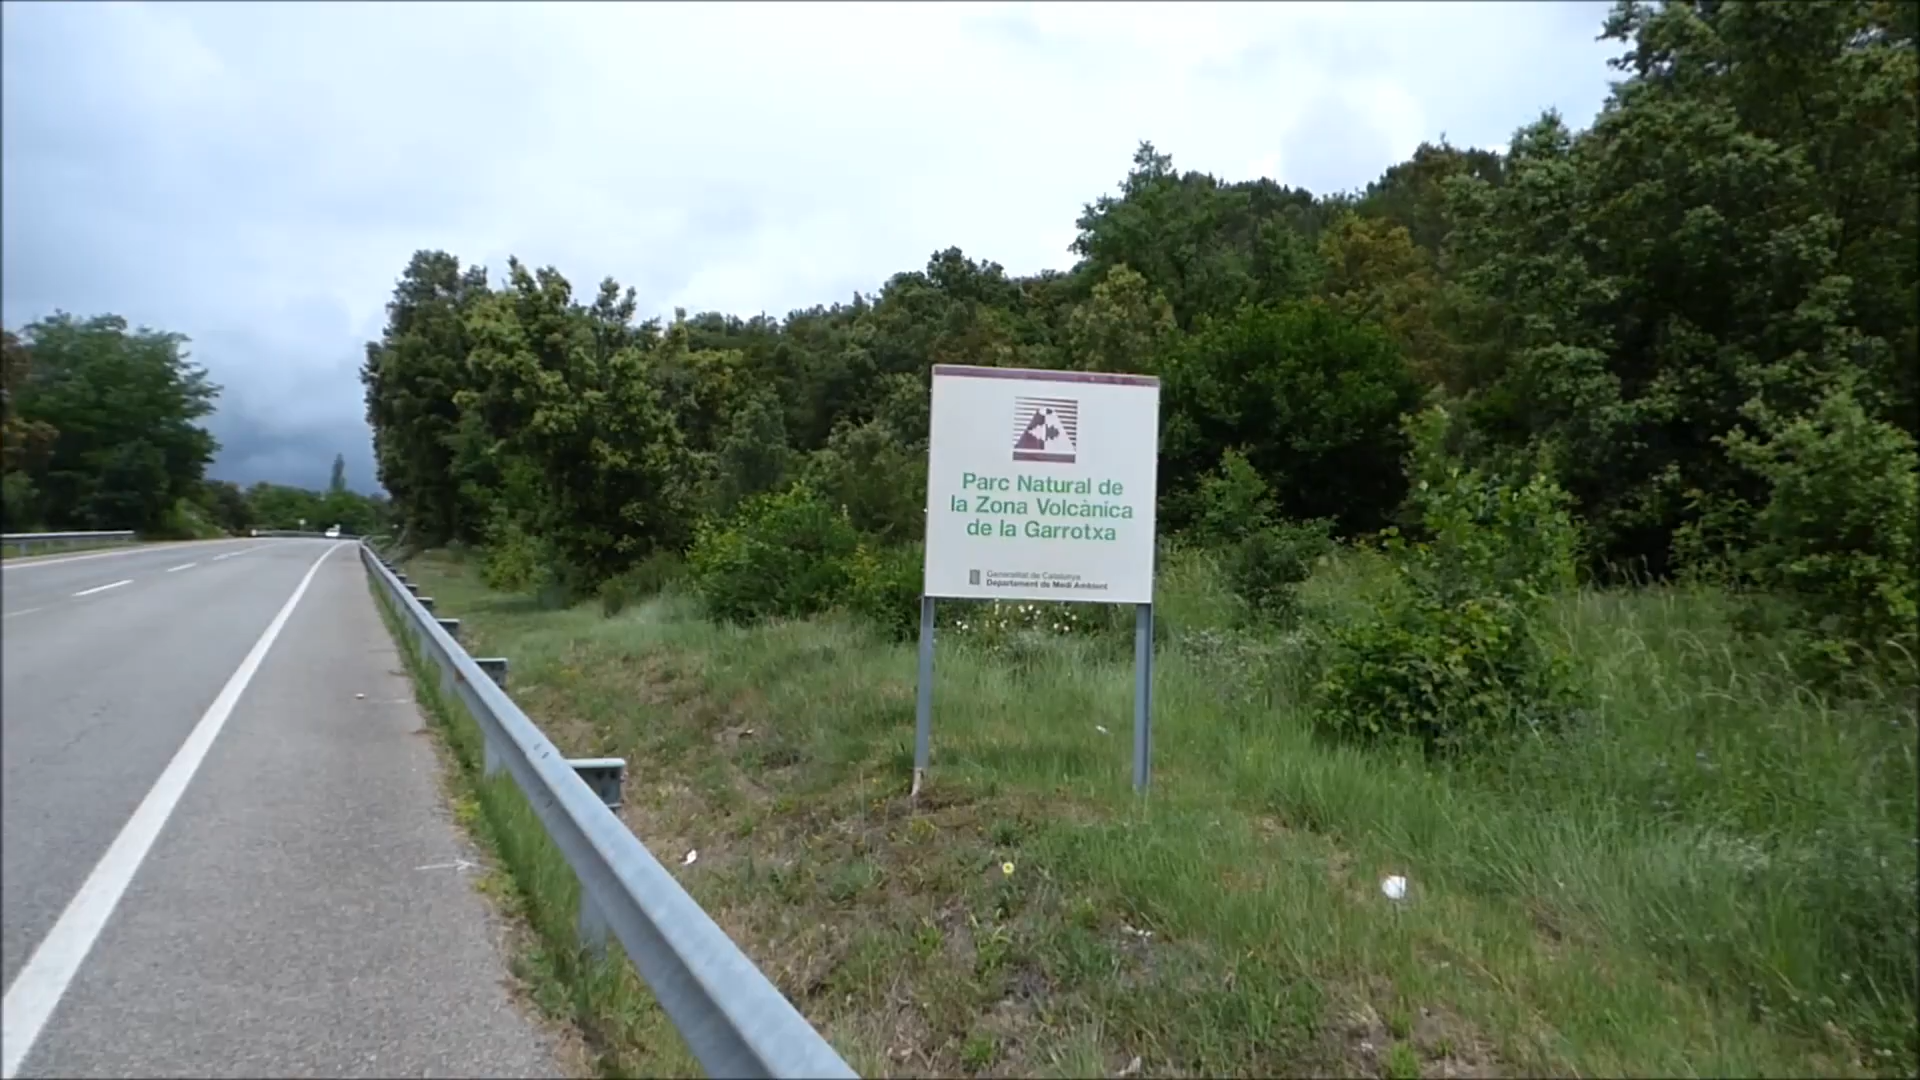 Parc Natural de
la Zona Volcànica
de la Garrotxa
Generalitat de Catalunya
Departament de Medi Ambient